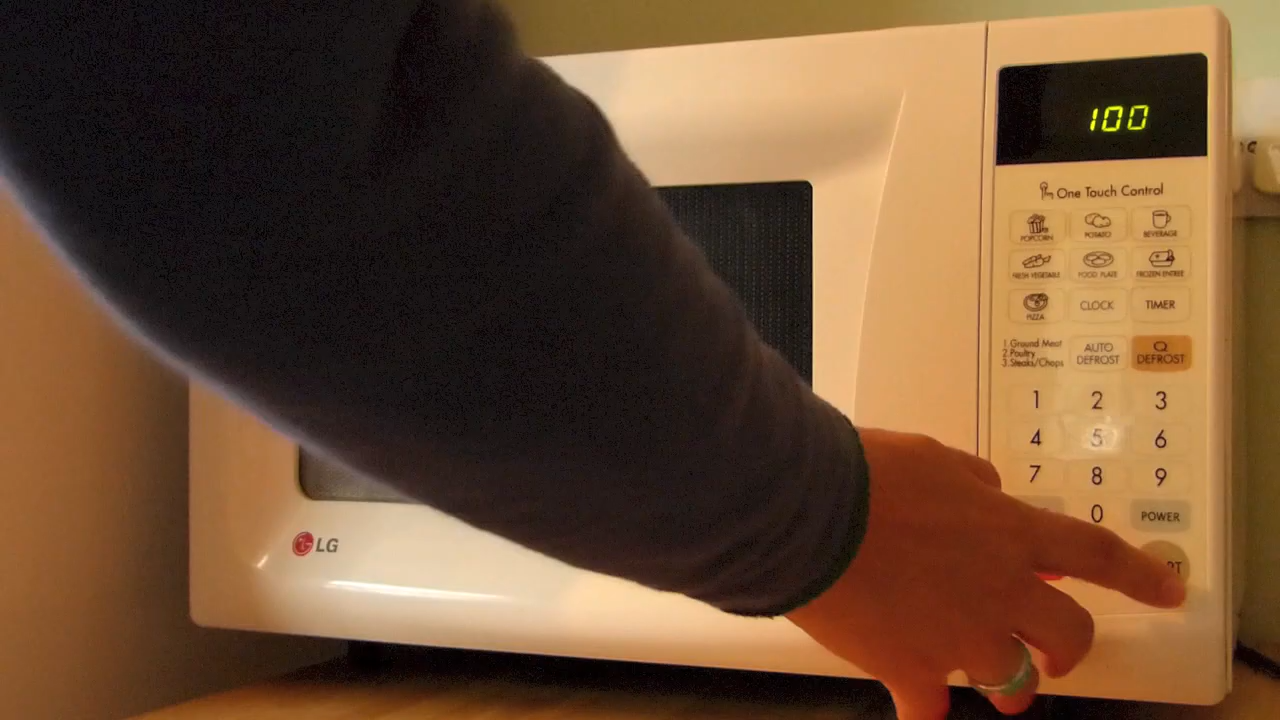 100
One Touch Control
POPCORN POTATO BEVERAGE
FRESH VEGETABLE FOOD PLATE FROZEN ENTREE
PIZZA CLOCK TIMER
1.Ground Meat
2.Poultry
3.Steaks/Chops
AUTO
DEFROST
Q
DEFROST
1 2 3
4 5 6
7 8 9
0 POWER
RT
LG